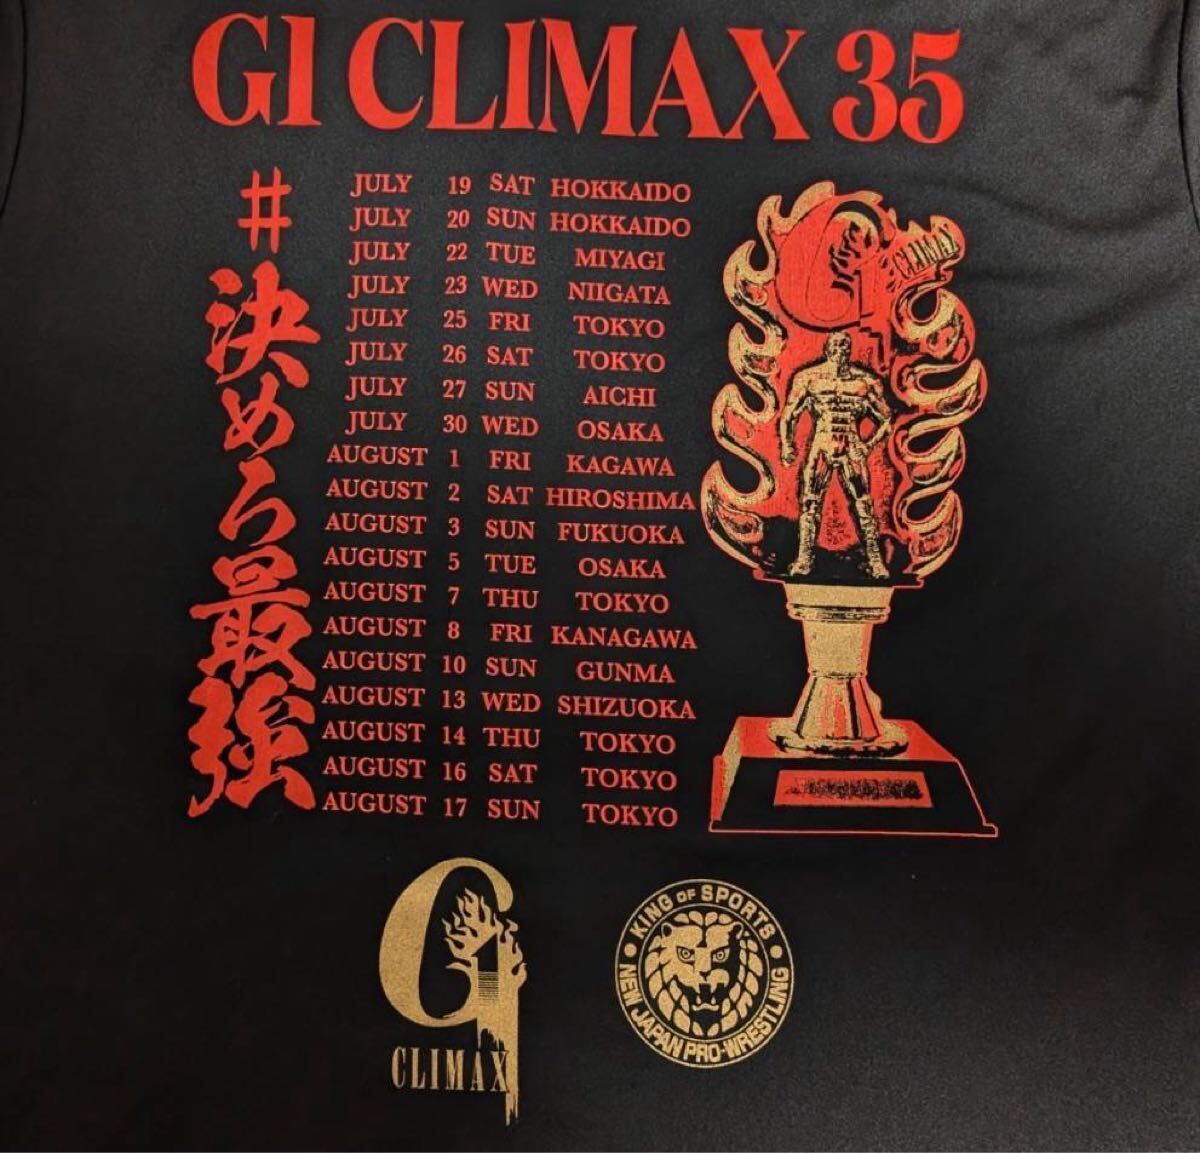 G1 CLIMAX 35
#決めろ最強
JULY 19 SAT HOKKAIDO
JULY 20 SUN HOKKAIDO
JULY 22 TUE MIYAGI
JULY 23 WED NIIGATA
JULY 25 FRI TOKYO
JULY 26 SAT TOKYO
JULY 27 SUN AICHI
JULY 30 WED OSAKA
AUGUST 1 FRI KAGAWA
AUGUST 2 SAT HIROSHIMA
AUGUST 3 SUN FUKUOKA
AUGUST 5 TUE OSAKA
AUGUST 7 THU TOKYO
AUGUST 8 FRI KANAGAWA
AUGUST 10 SUN GUNMA
AUGUST 13 WED SHIZUOKA
AUGUST 14 THU TOKYO
AUGUST 16 SAT TOKYO
AUGUST 17 SUN TOKYO
CLIMAX
G1
CLIMAX
KING OF SPORTS
NEW JAPAN PRO-WRESTLING